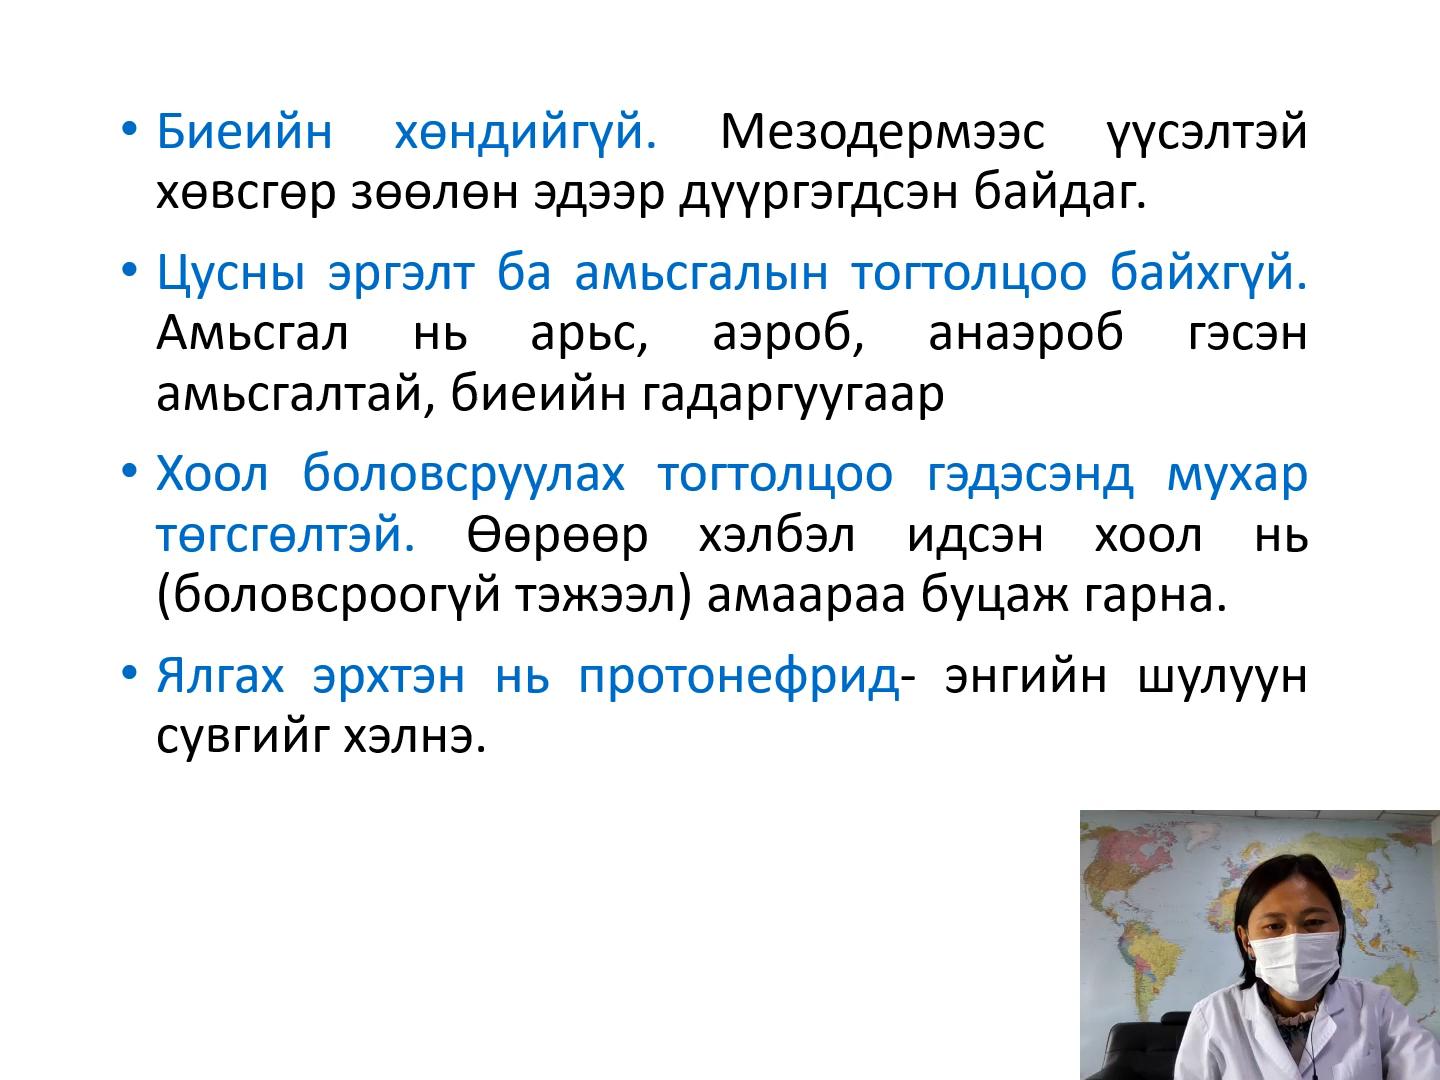 • Биеийн хөндийгүй. Мезодермээс үүсэлтэй
хөвсгөр зөөлөн эдээр дүүргэгдсэн байдаг.
• Цусны эргэлт ба амьсгалын тогтолцоо байхгүй.
Амьсгал нь арьс, аэроб, анаэроб гэсэн
амьсгалтай, биеийн гадаргуугаар
• Хоол боловсруулах тогтолцоо гэдэсэнд мухар
төгсгөлтэй. Өөрөөр хэлбэл идсэн хоол нь
(боловсроогүй тэжээл) амаараа буцаж гарна.
• Ялгах эрхтэн нь протонефрид- энгийн шулуун
сувгийг хэлнэ.